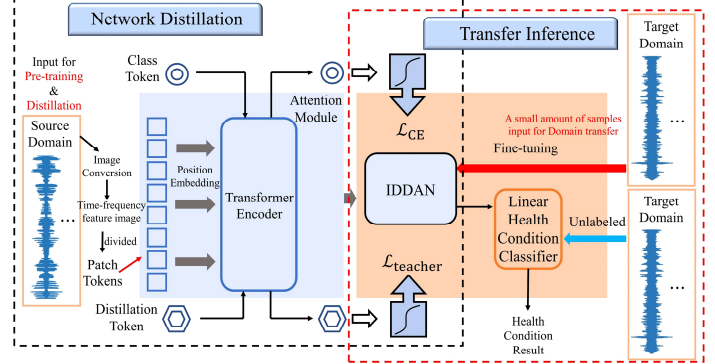 Nctwork Distillation
Transfer Inference
Input for
Pre-training
&
Distillation
Source
Domain
...
Image
Conversion
Time-frequency
feature image
divided
Patch
Tokens
Class
Token
Position
Embedding
Transformer
Encoder
Attention
Module
Distillation
Token
ℒCE
IDDAN
ℒteacher
A small amount of samples
input for Domain transfer
Finc-tuning
Linear
Health
Condition
Classifier
Unlabeled
Health
Condition
Result
Target
Domain
...
Target
Domain
...